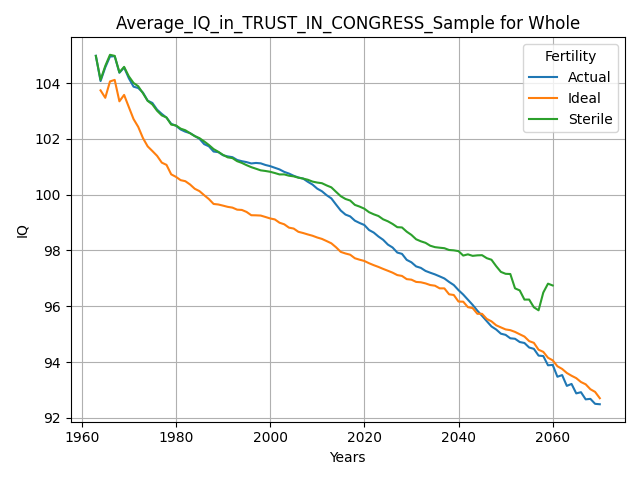 Average_IQ_in_TRUST_IN_CONGRESS_Sample for Whole
Fertility
Actual
Ideal
Sterile
IQ
104
102
100
98
96
94
92
1960
1980
2000
2020
2040
2060
Years